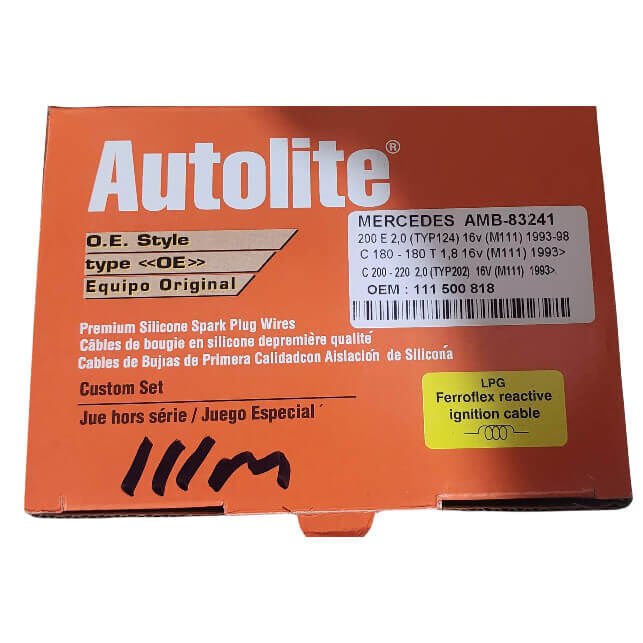 Autolite®
O.E. Style
type <<OE>>
Equipo Original
MERCEDES AMB-83241
200 E 2,0 (TYP124) 16v (M111) 1993-98
C 180 - 180 T 1,8 16v (M111) 1993>
C 200 - 220 2,0 (TYP202) 16V (M111) 1993>.
OEM : 111 500 818
Premium Silicone Spark Plug Wires
Câbles de bougie en silicone depremière qualité
Cables de Bujias de Primera Calidadcon Aislación de Silicona
Custom Set
Jue hors série / Juego Especial
LPG
Ferroflex reactive
ignition cable
111m